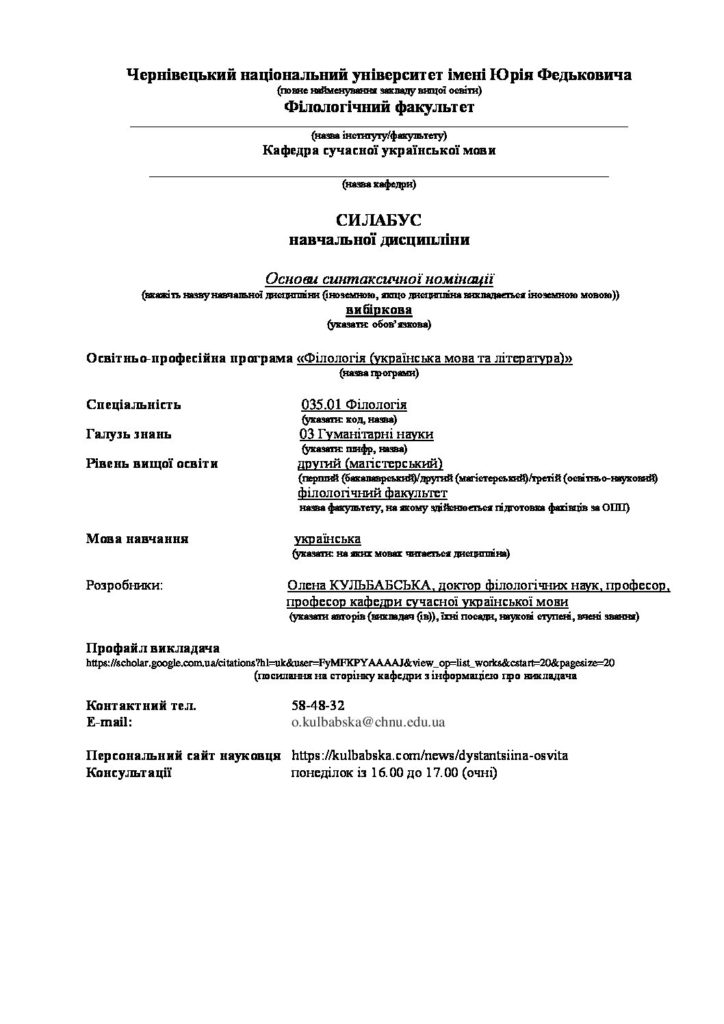 Чернівецький національний університет імені Юрія Федьковича
(повне найменування закладу вищої освіти)
Філологічний факультет
(назва інституту/факультету)
Кафедра сучасної української мови
(назва кафедри)
СИЛАБУС
навчальної дисципліни
Основи синтаксичної номінації
(вкажіть назву навчальної дисципліни (іноземною, якщо дисципліна викладається іноземною мовою))
вибіркова
(указати: обов’язкова)
Освітньо-професійна програма «Філологія (українська мова та література)»
(назва програми)
Спеціальність 035.01 Філологія
(указати: код, назва)
Галузь знань 03 Гуманітарні науки
(указати: шифр, назва)
Рівень вищої освіти другий (магістерський)
(перший (бакалаврський)/другий (магістерський)/третій (освітньо-науковий)
філологічний факультет
назва факультету, на якому здійснюється підготовка фахівців за ОПП)
Мова навчання українська
(указати: на яких мовах читається дисципліна)
Розробники: Олена КУЛЬБАБСЬКА, доктор філологічних наук, професор,
професор кафедри сучасної української мови
(указати авторів (викладач (ів)), їхні посади, наукові ступені, вчені звання)
Профайл викладача
https://scholar.google.com.ua/citations?hl=uk&user=FyMFKPYAAAAJ&view_op=list_works&cstart=20&pagesize=20
(посилання на сторінку кафедри з інформацією про викладача
Контактний тел. 58-48-32
E-mail: o.kulbabska@chnu.edu.ua
Персональний сайт науковця https://kulbabska.com/news/dystantsiina-osvita
Консультації понеділок із 16.00 до 17.00 (очні)